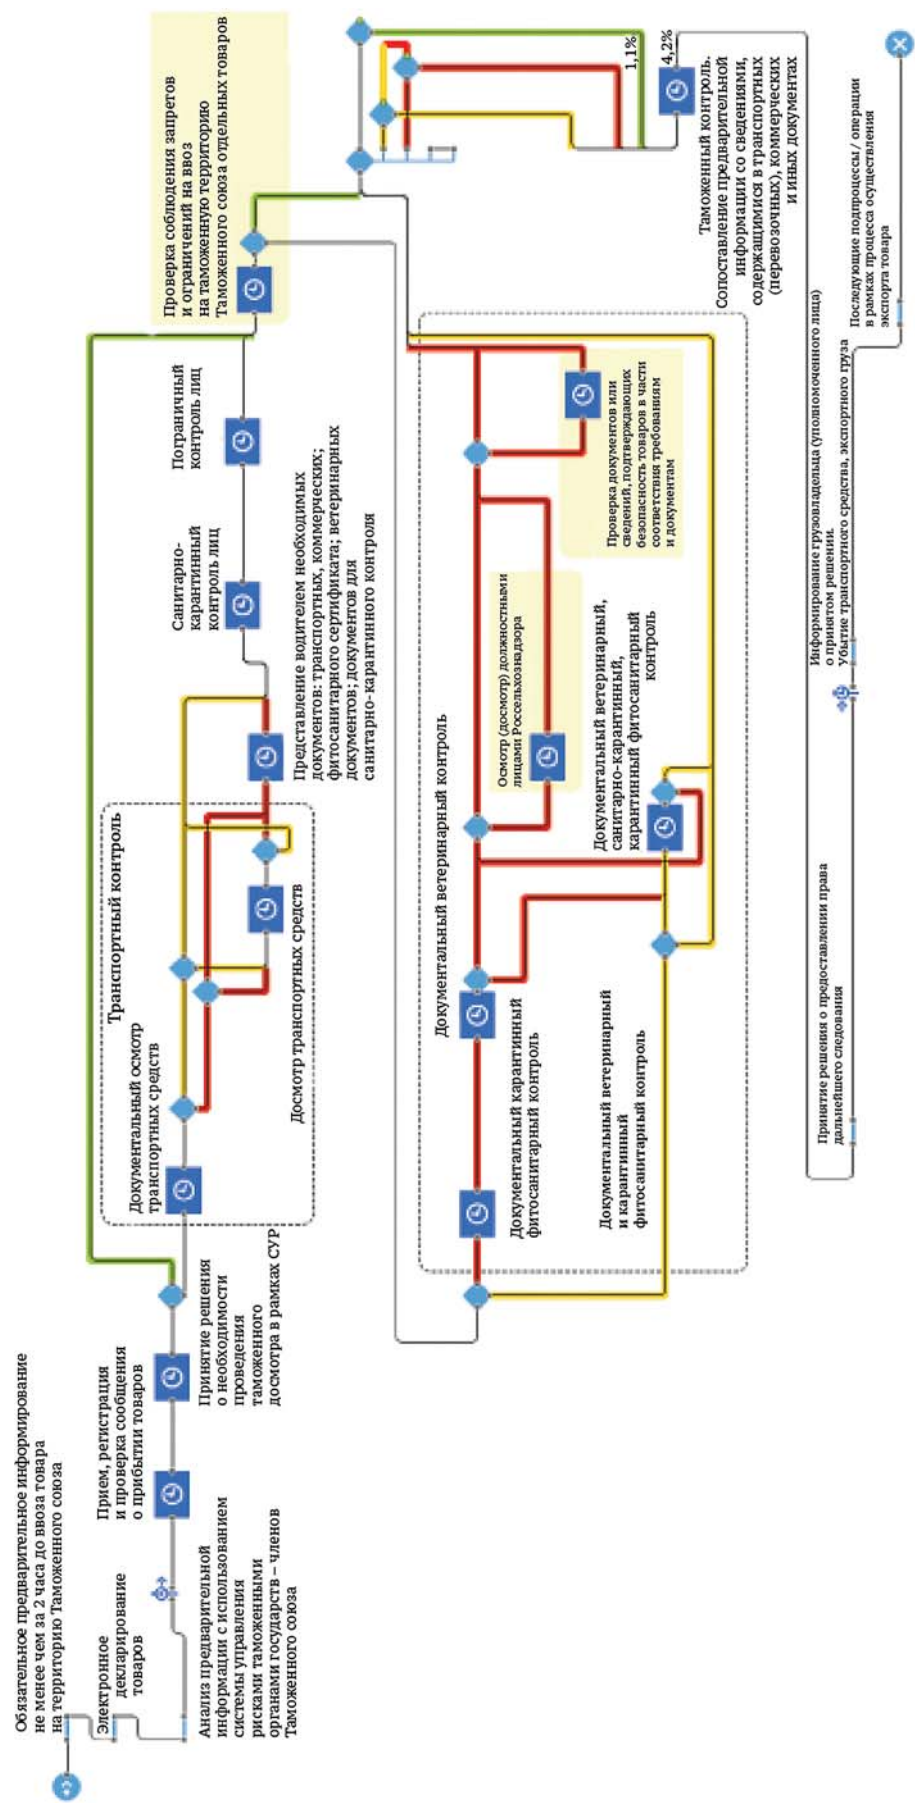 Обязательное предварительное информирование
не менее чем за 2 часа до ввоза товара
на территорию Таможенного союза
Электронное
декларирование
товаров
Анализ предварительной
информации с использованием
системы управления
рисками таможенными
органами государств – членов
Таможенного союза
Прием, регистрация
и проверка сообщения
о прибытии товаров
Принятие решения
о необходимости
проведения
таможенного
досмотра в рамках СУР
Транспортный контроль
Документальный осмотр
транспортных средств
Досмотр транспортных средств
Представление водителем необходимых
документов: транспортных, коммерческих;
фитосанитарного сертификата; ветеринарных
документов; документов для
санитарно-карантинного контроля
Санитарно-
карантинный
контроль лиц
Пограничный
контроль лиц
Проверка соблюдения запретов
и ограничений на ввоз
на таможенную территорию
Таможенного союза отдельных товаров
Документальный ветеринарный контроль
Документальный карантинный
фитосанитарный контроль
Документальный ветеринарный
и карантинный
фитосанитарный контроль
Осмотр (досмотр) должностными
лицами Россельхознадзора
Документальный ветеринарный,
санитарно-карантинный,
карантинный фитосанитарный
контроль
Проверка документов или
сведений, подтверждающих
безопасность товаров в части
соответствия требованиям
и документам
1,1%
4,2%
Таможенный контроль.
Сопоставление предварительной
информации со сведениями,
содержащимися в транспортных
(перевозочных), коммерческих
и иных документах
Принятие решения о предоставлении права
дальнейшего следования
Информирование грузовладельца (уполномоченного лица)
о принятом решении.
Убытие транспортного средства, экспортного груза
Последующие подпроцессы / операции
в рамках процесса осуществления
экспорта товара